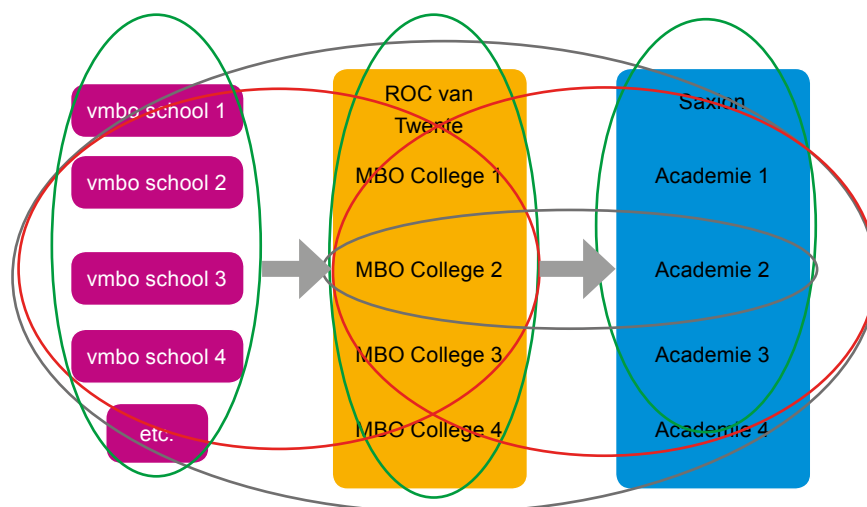 vmbo school 1
vmbo school 2
vmbo school 3
vmbo school 4
etc.
ROC van
Twente
MBO College 1
MBO College 2
MBO College 3
MBO College 4
Saxion
Academie 1
Academie 2
Academie 3
Academie 4